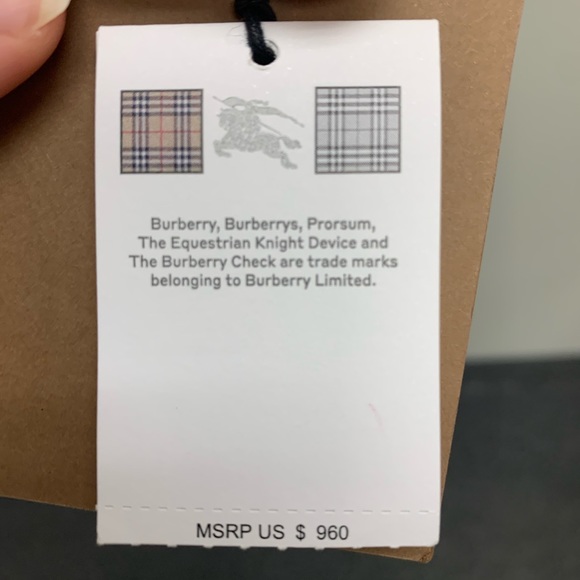 Burberry, Burberrys, Prorsum,
The Equestrian Knight Device and
The Burberry Check are trade marks
belonging to Burberry Limited.
MSRP US $ 960